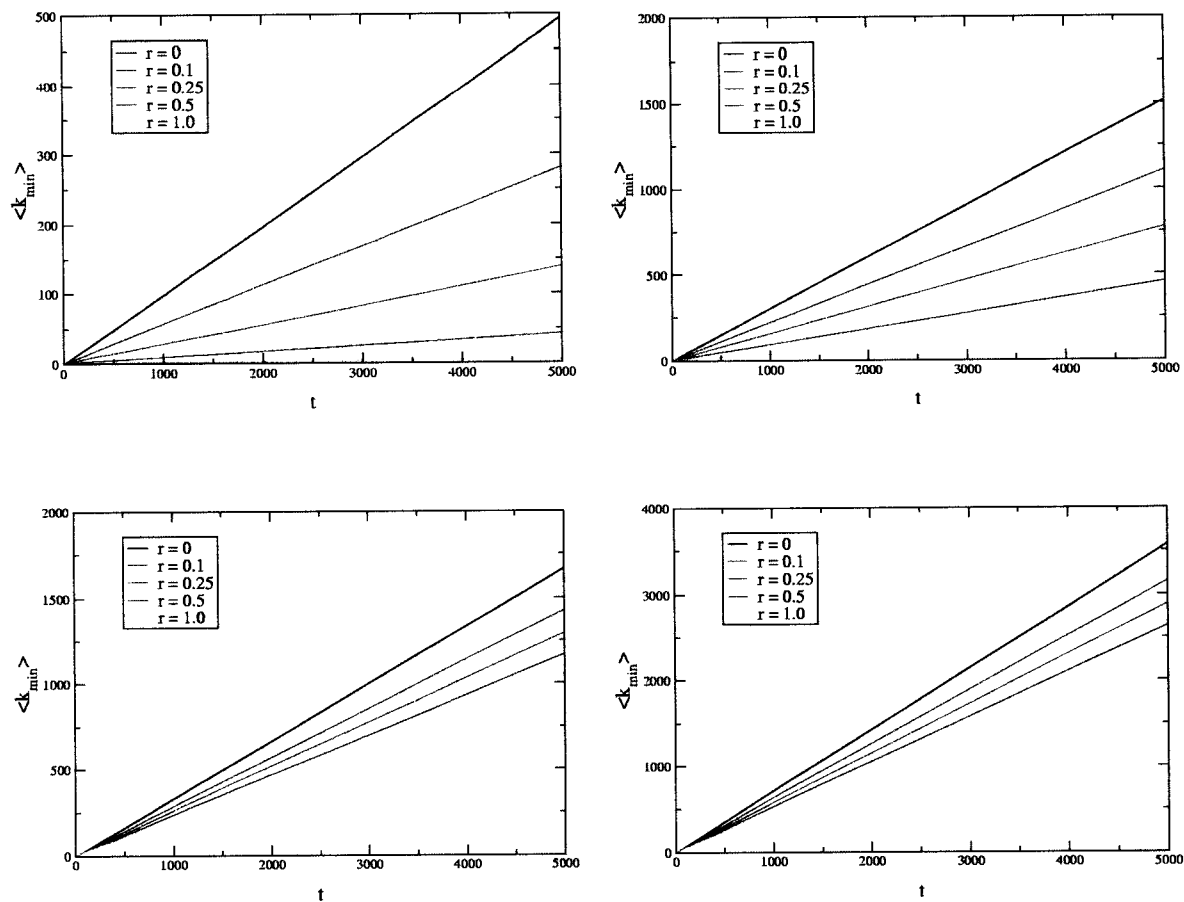 500
400
300
200
100
0
<k_min>
r = 0
r = 0.1
r = 0.25
r = 0.5
r = 1.0
0 1000 2000 3000 4000 5000
t
2000
1500
1000
500
0
<k_min>
r = 0
r = 0.1
r = 0.25
r = 0.5
r = 1.0
0 1000 2000 3000 4000 5000
t
2000
1500
1000
500
0
<k_min>
r = 0
r = 0.1
r = 0.25
r = 0.5
r = 1.0
0 1000 2000 3000 4000 5000
t
4000
3000
2000
1000
0
<k_min>
r = 0
r = 0.1
r = 0.25
r = 0.5
r = 1.0
0 1000 2000 3000 4000 5000
t